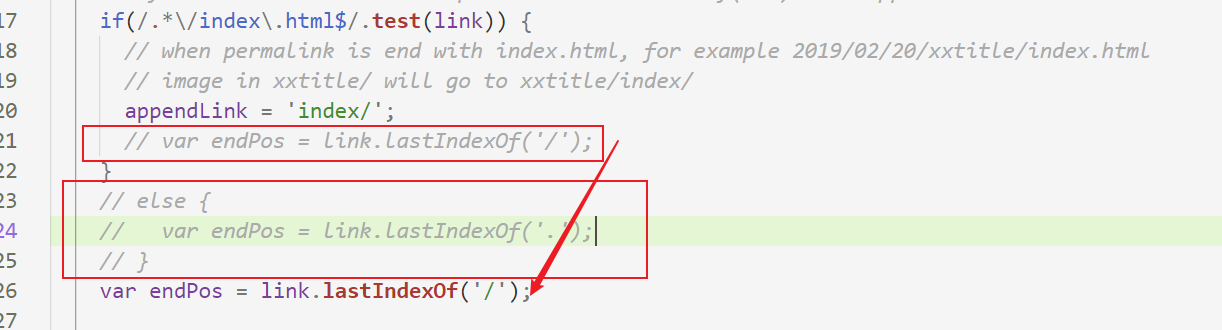 17 if(/.*\/index\.html$/.test(link)) {
18 // when permalink is end with index.html, for example 2019/02/20/xxtitle/index.html
19 // image in xxtitle/ will go to xxtitle/index/
20 appendLink = 'index/';
21 // var endPos = link.lastIndexOf('/');
22 }
23 // else {
24 //   var endPos = link.lastIndexOf('.');
25 // }
26 var endPos = link.lastIndexOf('/');
27